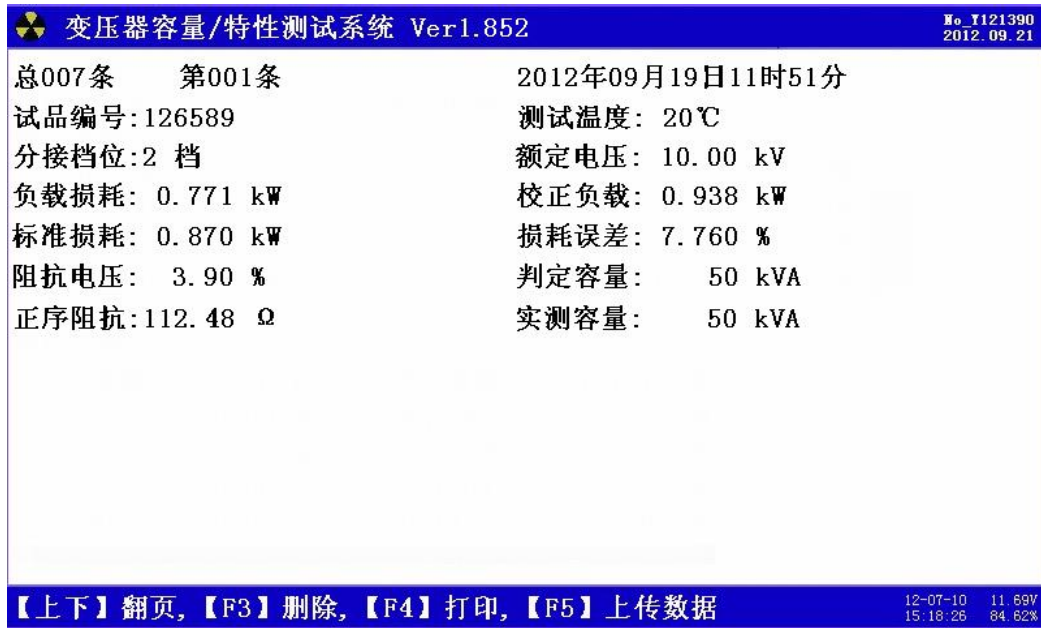 变压器容量/特性测试系统 Ver1.852
No_Y121390
2012.09.21
总007条 第001条 2012年09月19日11时51分
试品编号:126589 测试温度: 20℃
分接档位:2 档 额定电压: 10.00 kV
负载损耗: 0.771 kW 校正负载: 0.938 kW
标准损耗: 0.870 kW 损耗误差: 7.760 %
阻抗电压: 3.90 % 判定容量: 50 kVA
正序阻抗:112.48 Ω 实测容量: 50 kVA
【上下】翻页,【F3】删除,【F4】打印,【F5】上传数据
12-07-10 11.69V
15:18:26 84.62%